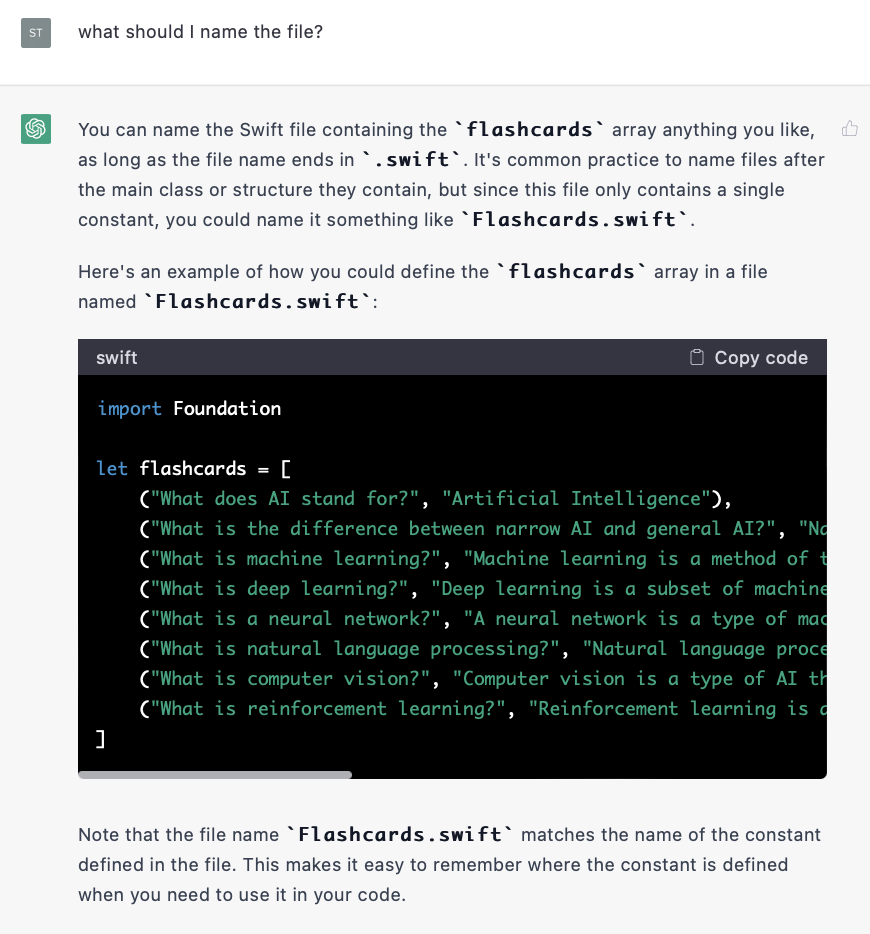 ST
what should I name the file?
You can name the Swift file containing the `flashcards` array anything you like,
as long as the file name ends in `.swift`. It's common practice to name files after
the main class or structure they contain, but since this file only contains a single
constant, you could name it something like `Flashcards.swift`.
Here's an example of how you could define the `flashcards` array in a file
named `Flashcards.swift`:
swift
Copy code
import Foundation
let flashcards = [
("What does AI stand for?", "Artificial Intelligence"),
("What is the difference between narrow AI and general AI?", "Na
("What is machine learning?", "Machine learning is a method of t
("What is deep learning?", "Deep learning is a subset of machine
("What is a neural network?", "A neural network is a type of mac
("What is natural language processing?", "Natural language proce
("What is computer vision?", "Computer vision is a type of AI th
("What is reinforcement learning?", "Reinforcement learning is a
]
Note that the file name `Flashcards.swift` matches the name of the constant
defined in the file. This makes it easy to remember where the constant is defined
when you need to use it in your code.